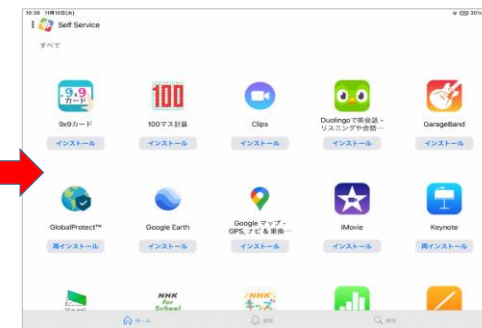 10:38 11月10日(火)
30%
Self Service
すべて
9x9カード
100
9x9カード
100マス計算
Clips
Duolingoで英会話 -
リスニングや会話…
GarageBand
インストール
インストール
インストール
インストール
インストール
GlobalProtect™
Google Earth
Google マップ -
GPS, ナビ & 乗換…
iMovie
Keynote
再インストール
インストール
インストール
インストール
再インストール
NHK
for
School
NHK
キッズ
ホーム
検索